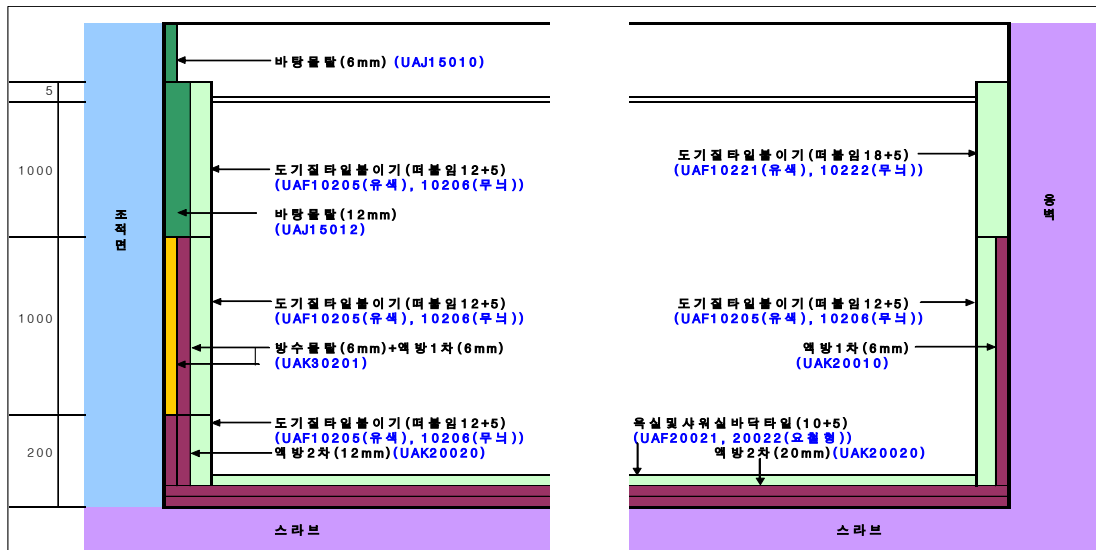 바탕몰탈(6mm) (UAJ15010)
5
1000
도기질타일붙이기(떠붙임12+5)
(UAF10205(유색), 10206(무늬))
바탕몰탈(12mm)
(UAJ15012)
도기질타일붙이기(떠붙임18+5)
(UAF10221(유색), 10222(무늬))
조적면
옹벽
1000
도기질타일붙이기(떠붙임12+5)
(UAF10205(유색), 10206(무늬))
방수몰탈(6mm)+액방1차(6mm)
(UAK30201)
도기질타일붙이기(떠붙임12+5)
(UAF10205(유색), 10206(무늬))
액방1차(6mm)
(UAK20010)
200
도기질타일붙이기(떠붙임12+5)
(UAF10205(유색), 10206(무늬))
액방2차(12mm)(UAK20020)
욕실및샤워실바닥타일(10+5)
(UAF20021, 20022(요철형))
액방2차(20mm)(UAK20020)
스라브
스라브